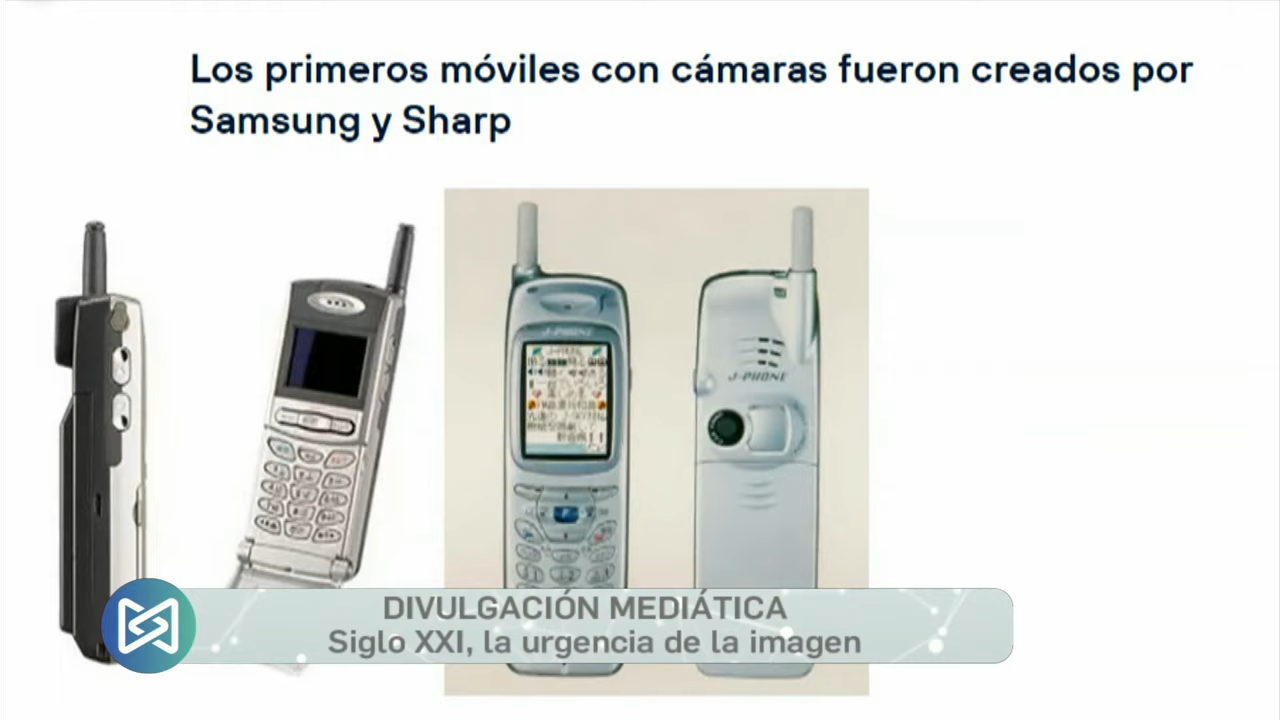 Los primeros móviles con cámaras fueron creados por
Samsung y Sharp
J-PHONE
J-PHONE
DIVULGACIÓN MEDIÁTICA
Siglo XXI, la urgencia de la imagen